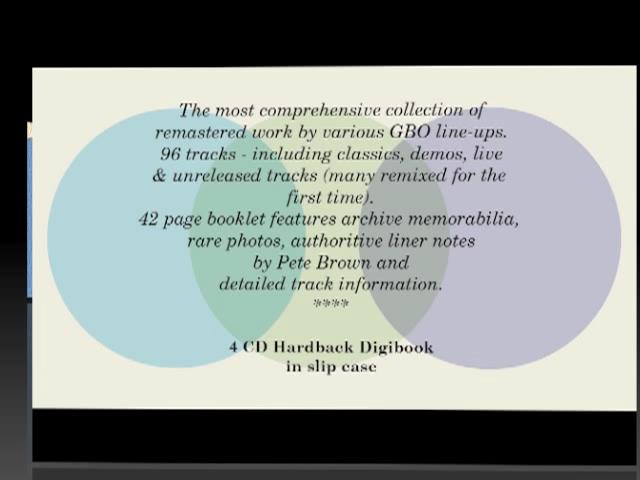 The most comprehensive collection of
remastered work by various GBO line-ups.
96 tracks - including classics, demos, live
& unreleased tracks (many remixed for the
first time).
42 page booklet features archive memorabilia,
rare photos, authoritive liner notes
by Pete Brown and
detailed track information.
****
4 CD Hardback Digibook
in slip case